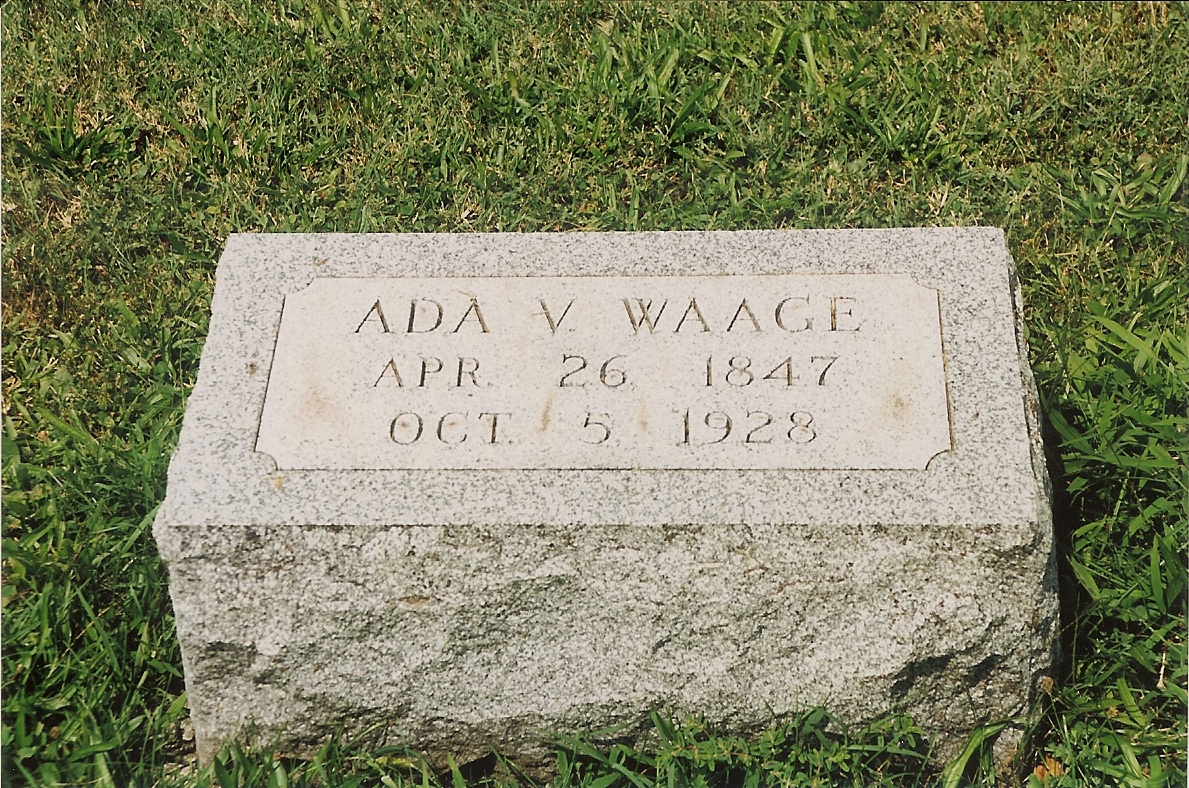 ADA V. WAAGE
APR. 26, 1847
OCT. 5, 1928